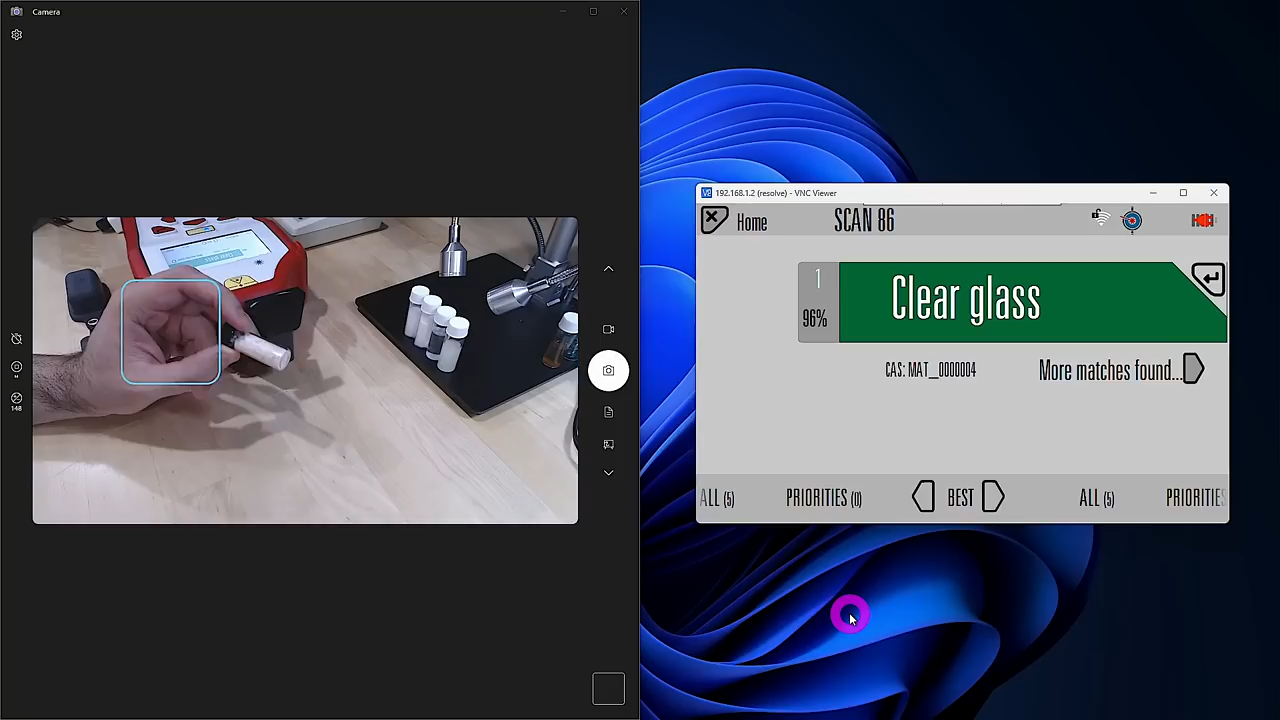 Camera
148
192.168.1.2 (resolve) - VNC Viewer
Home
SCAN 86
1
96%
Clear glass
CAS: MAT_0000004
More matches found...
ALL (5)
PRIORITIES (0)
BEST
ALL (5)
PRIORITIES